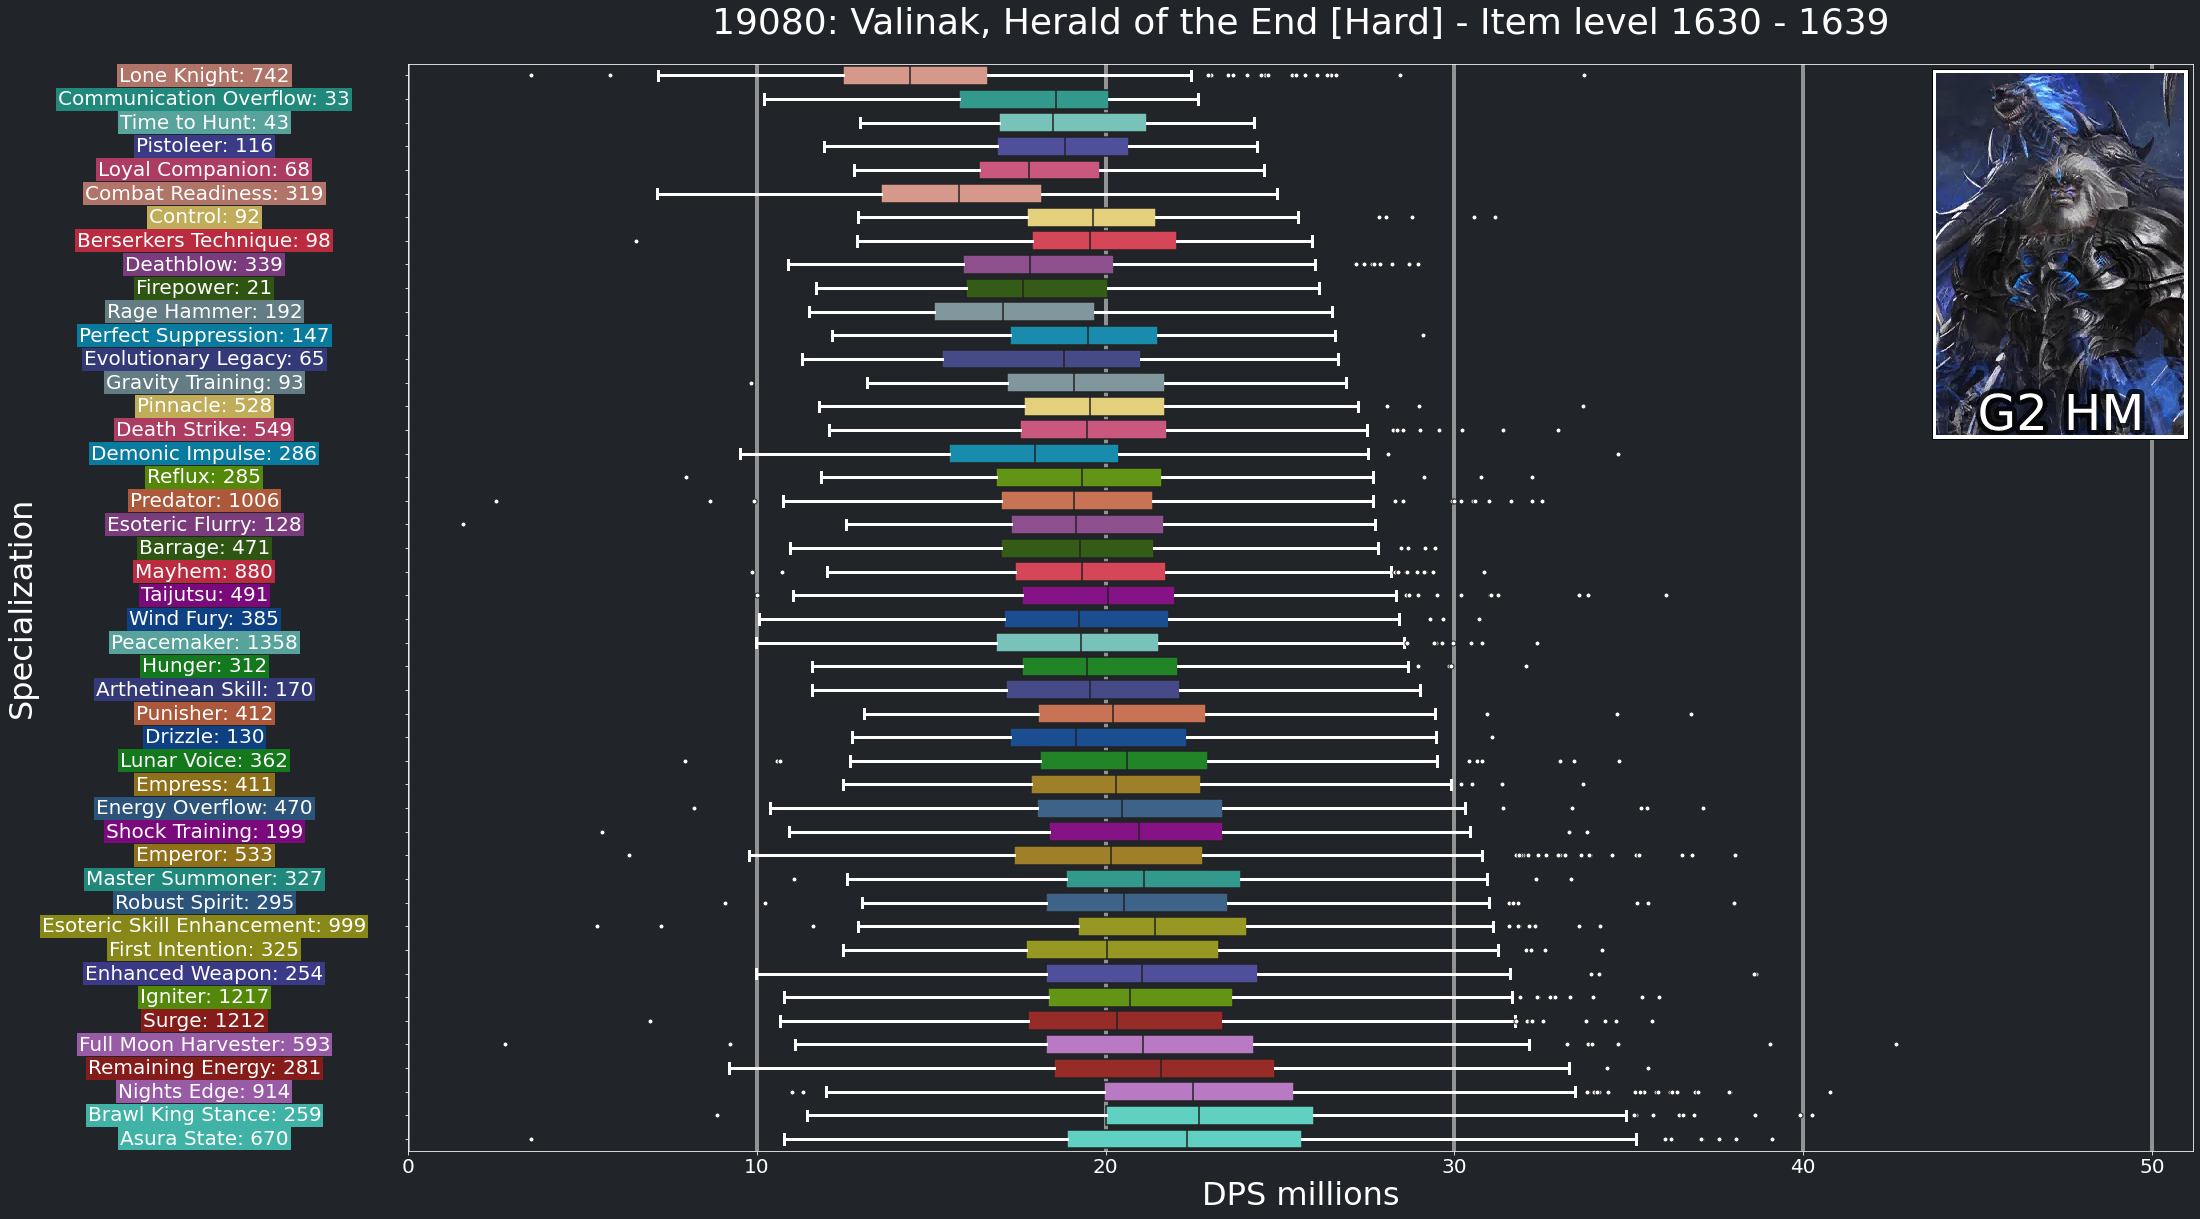 19080: Valinak, Herald of the End [Hard] - Item level 1630 - 1639
Lone Knight: 742
Communication Overflow: 33
Time to Hunt: 43
Pistoleer: 116
Loyal Companion: 68
Combat Readiness: 319
Control: 92
Berserkers Technique: 98
Deathblow: 339
Firepower: 21
Rage Hammer: 192
Perfect Suppression: 147
Evolutionary Legacy: 65
Gravity Training: 93
Pinnacle: 528
Death Strike: 549
Demonic Impulse: 286
Reflux: 285
Predator: 1006
Esoteric Flurry: 128
Barrage: 471
Mayhem: 880
Taijutsu: 491
Wind Fury: 385
Peacemaker: 1358
Hunger: 312
Arthetinean Skill: 170
Punisher: 412
Drizzle: 130
Lunar Voice: 362
Empress: 411
Energy Overflow: 470
Shock Training: 199
Emperor: 533
Master Summoner: 327
Robust Spirit: 295
Esoteric Skill Enhancement: 999
First Intention: 325
Enhanced Weapon: 254
Igniter: 1217
Surge: 1212
Full Moon Harvester: 593
Remaining Energy: 281
Nights Edge: 914
Brawl King Stance: 259
Asura State: 670
Specialization
G2 HM
0 10 20 30 40 50
DPS millions